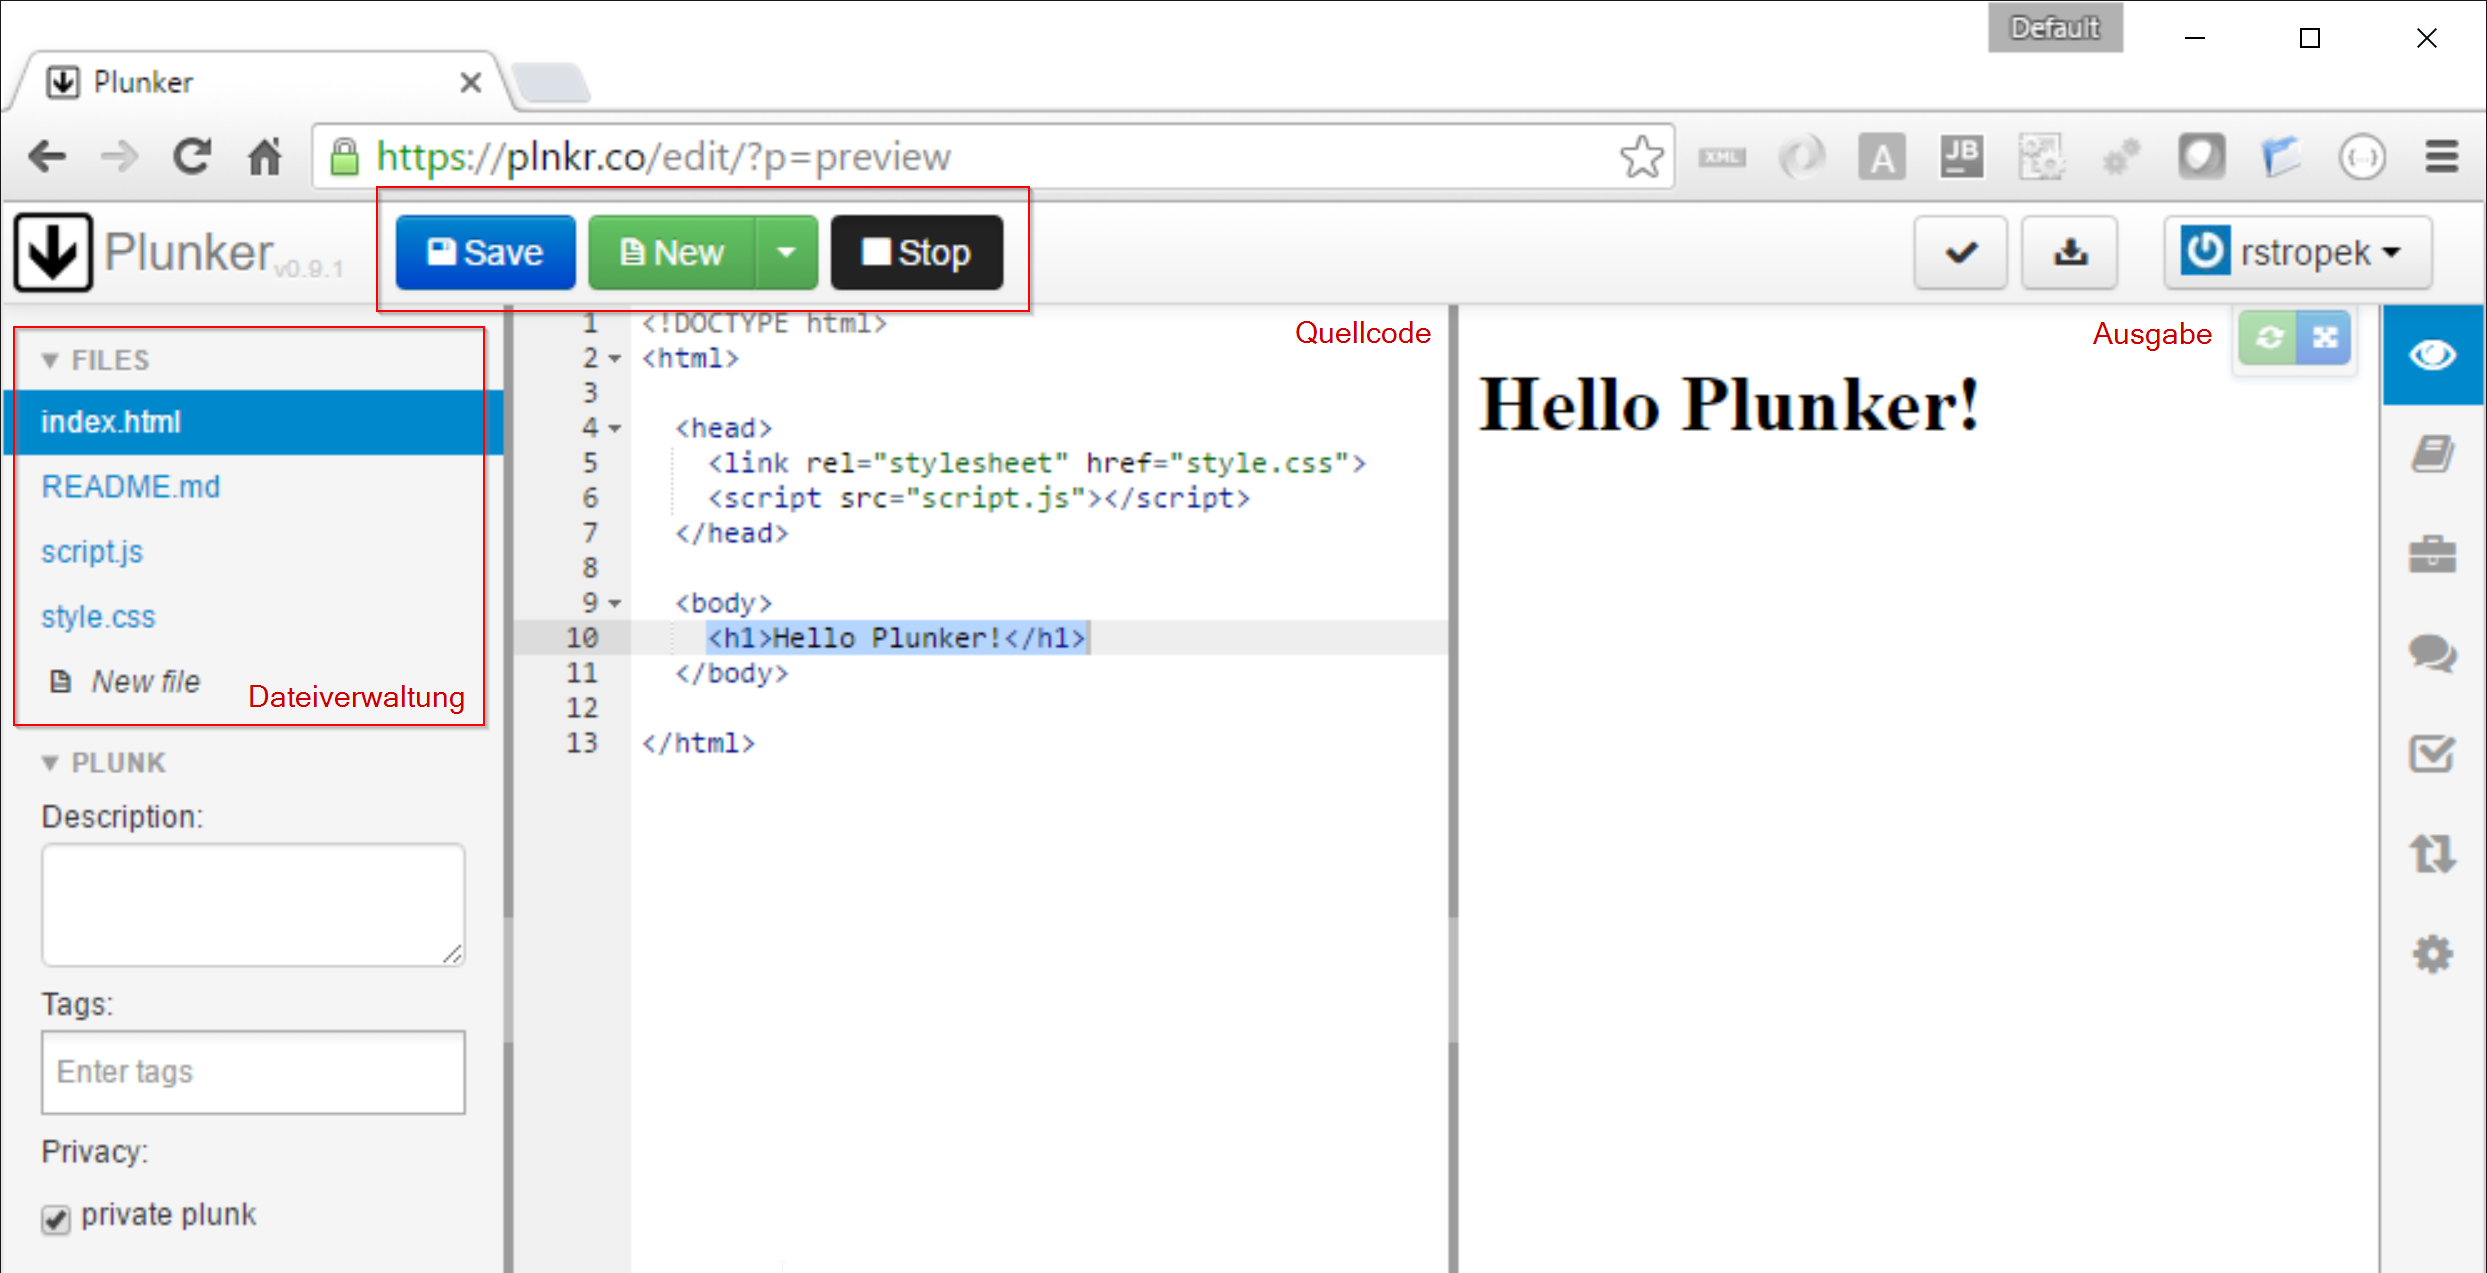 Default
Plunker
https://plnkr.co/edit/?p=preview
XML
A
JB
Plunker v0.9.1
Save
New
Stop
rstropek
FILES
index.html
README.md
script.js
style.css
New file
Dateiverwaltung
PLUNK
Description:
Tags:
Enter tags
Privacy:
private plunk
Quellcode
1 <!DOCTYPE html>
2 <html>
3
4 <head>
5 <link rel="stylesheet" href="style.css">
6 <script src="script.js"></script>
7 </head>
8
9 <body>
10 <h1>Hello Plunker!</h1>
11 </body>
12
13 </html>
Ausgabe
Hello Plunker!